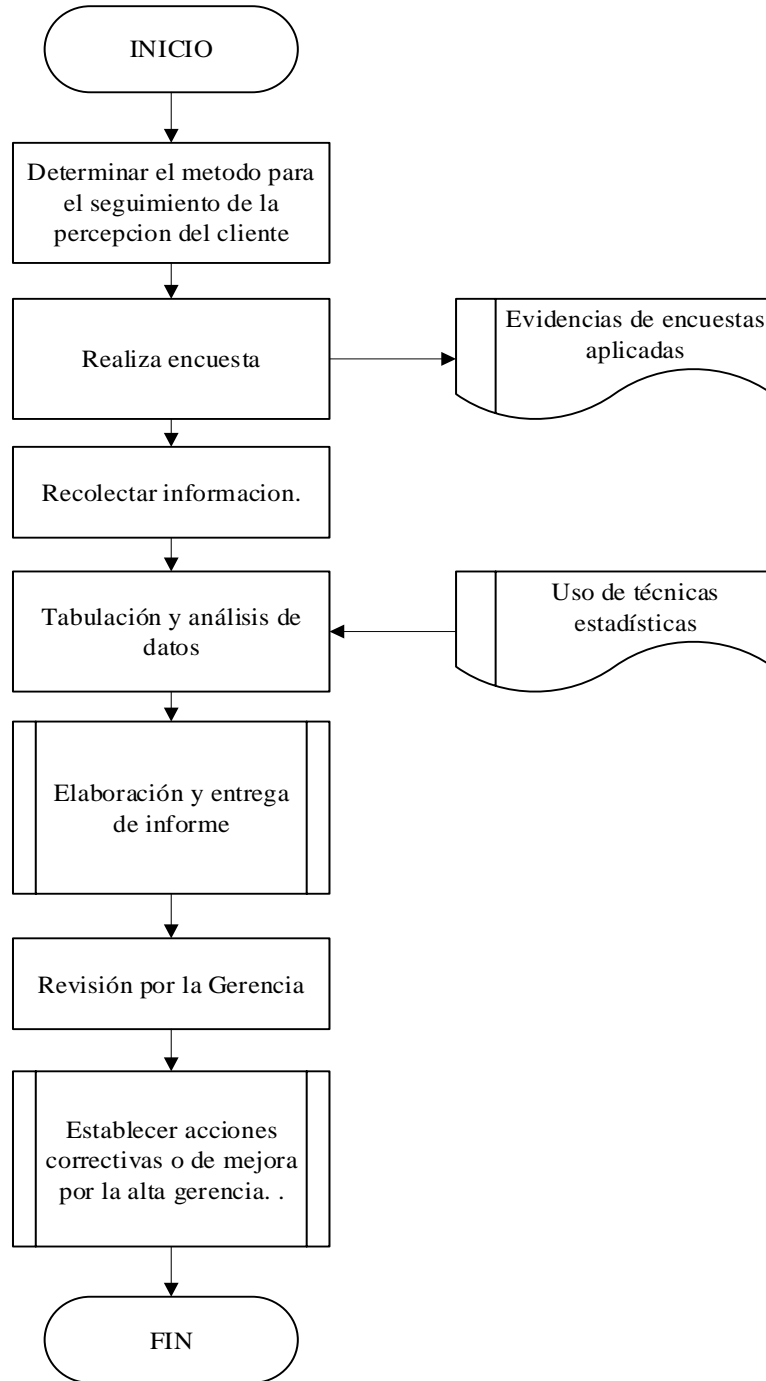 INICIO
Determinar el metodo para
el seguimiento de la
percepcion del cliente
Realiza encuesta
Evidencias de encuestas
aplicadas
Recolectar informacion.
Tabulación y análisis de
datos
Uso de técnicas
estadísticas
Elaboración y entrega
de informe
Revisión por la Gerencia
Establecer acciones
correctivas o de mejora
por la alta gerencia. .
FIN